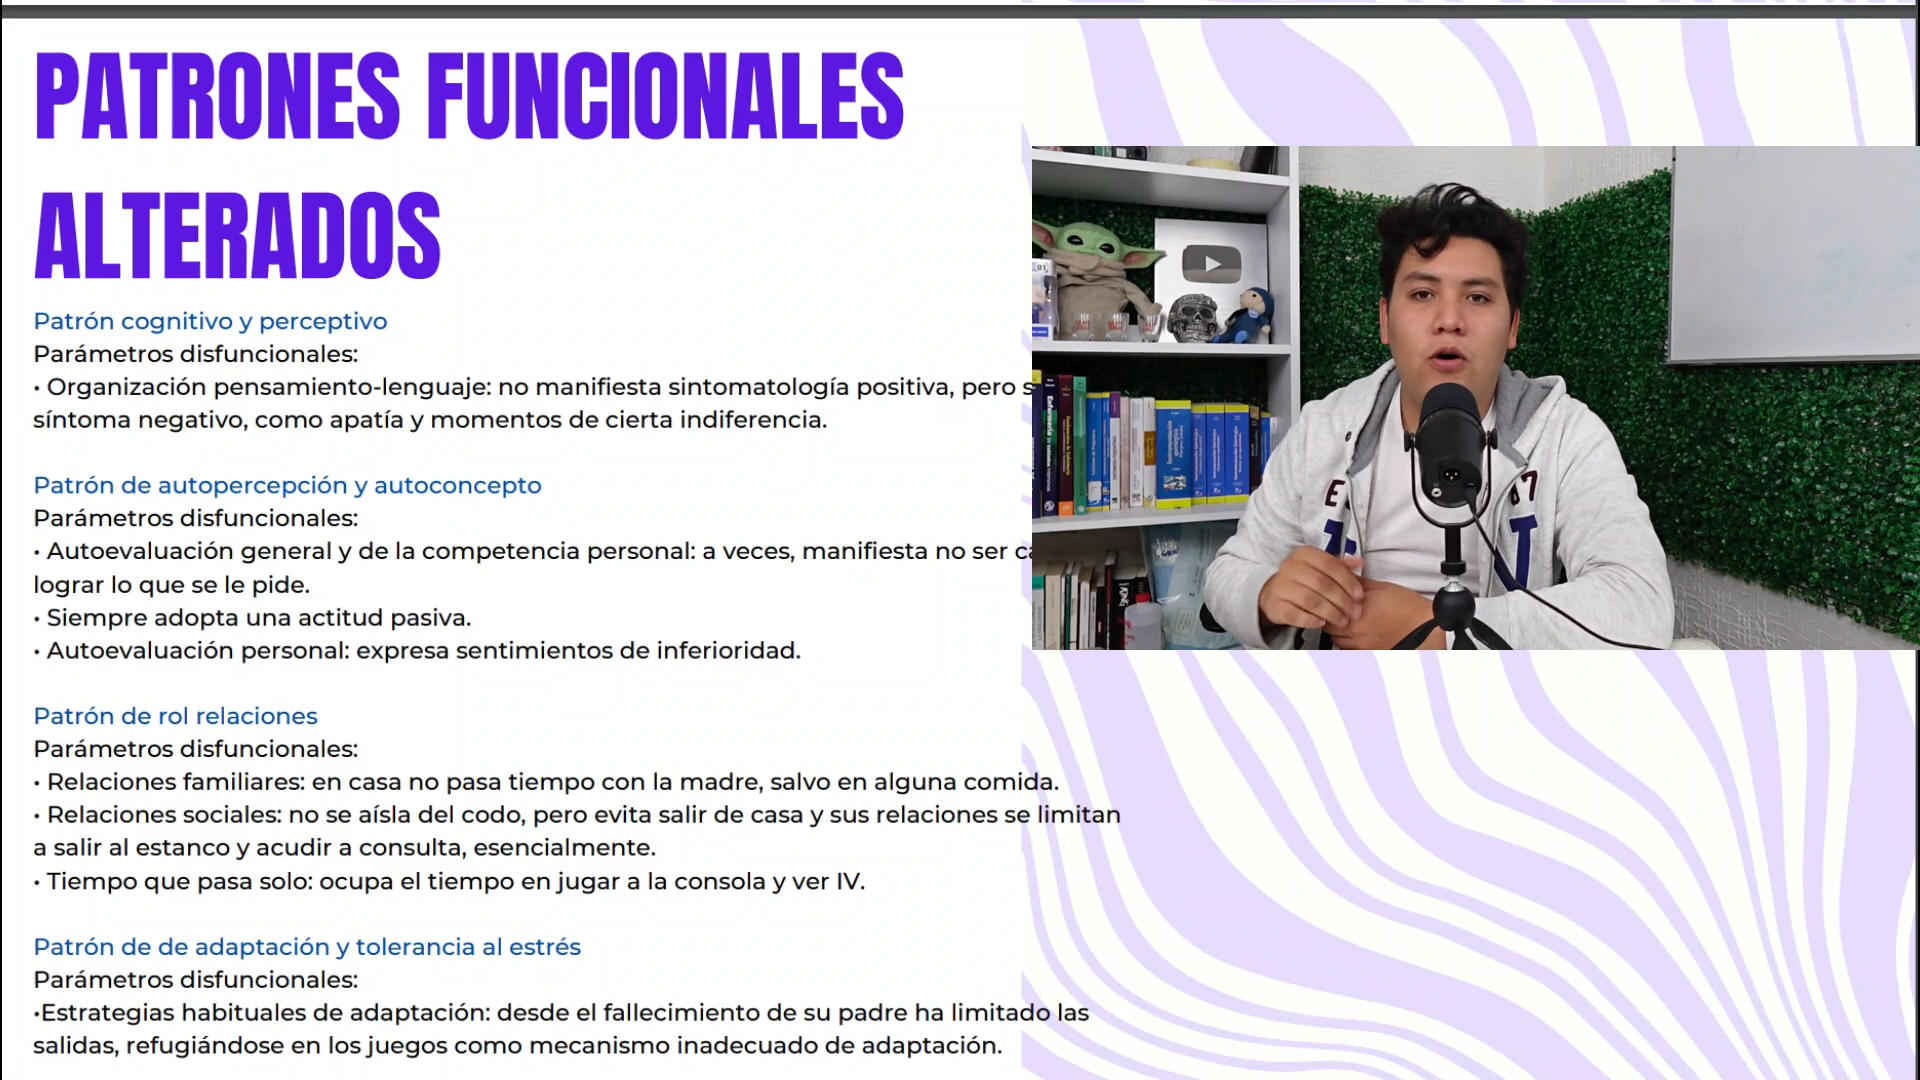 PATRONES FUNCIONALES
ALTERADOS
Patrón cognitivo y perceptivo
Parámetros disfuncionales:
• Organización pensamiento-lenguaje: no manifiesta sintomatología positiva, pero
síntoma negativo, como apatía y momentos de cierta indiferencia.
Patrón de autopercepción y autoconcepto
Parámetros disfuncionales:
• Autoevaluación general y de la competencia personal: a veces, manifiesta no ser
lograr lo que se le pide.
• Siempre adopta una actitud pasiva.
• Autoevaluación personal: expresa sentimientos de inferioridad.
Patrón de rol relaciones
Parámetros disfuncionales:
• Relaciones familiares: en casa no pasa tiempo con la madre, salvo en alguna comida.
• Relaciones sociales: no se aísla del codo, pero evita salir de casa y sus relaciones se limitan
a salir al estanco y acudir a consulta, esencialmente.
• Tiempo que pasa solo: ocupa el tiempo en jugar a la consola y ver IV.
Patrón de de adaptación y tolerancia al estrés
Parámetros disfuncionales:
•Estrategias habituales de adaptación: desde el fallecimiento de su padre ha limitado las
salidas, refugiándose en los juegos como mecanismo inadecuado de adaptación.